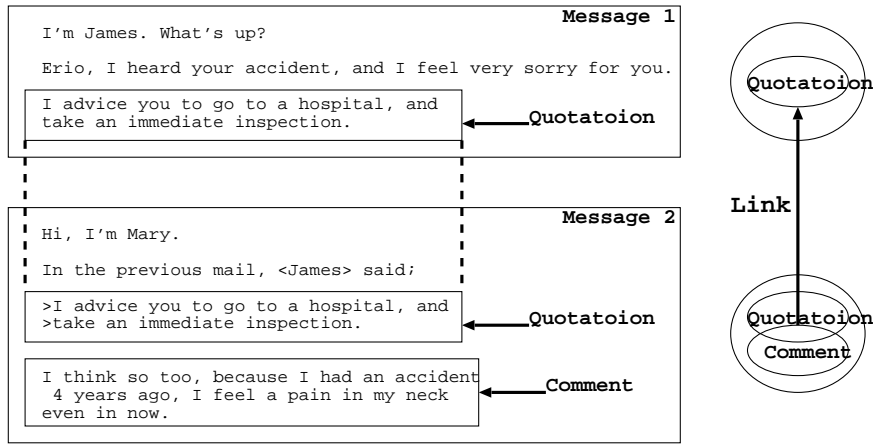 Message 1
I'm James. What's up?
Erio, I heard your accident, and I feel very sorry for you.
I advice you to go to a hospital, and
take an immediate inspection.
Quotatoion
Quotatoion
Link
Message 2
Hi, I'm Mary.
In the previous mail, <James> said;
>I advice you to go to a hospital, and
>take an immediate inspection.
Quotatoion
Quotatoion
Comment
I think so too, because I had an accident
4 years ago, I feel a pain in my neck
even in now.
Comment